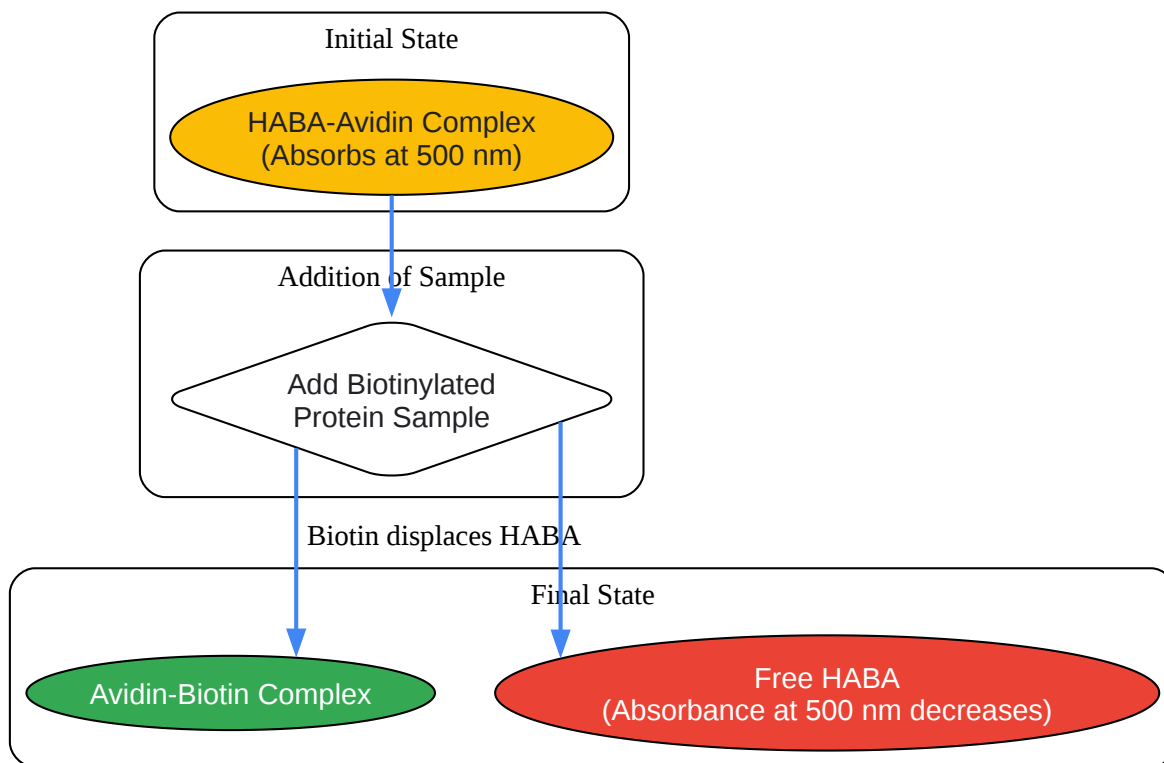 Initial State
HABA-Avidin Complex
(Absorbs at 500 nm)
Addition of Sample
Add Biotinylated
Protein Sample
Biotin displaces HABA
Final State
Avidin-Biotin Complex
Free HABA
(Absorbance at 500 nm decreases)